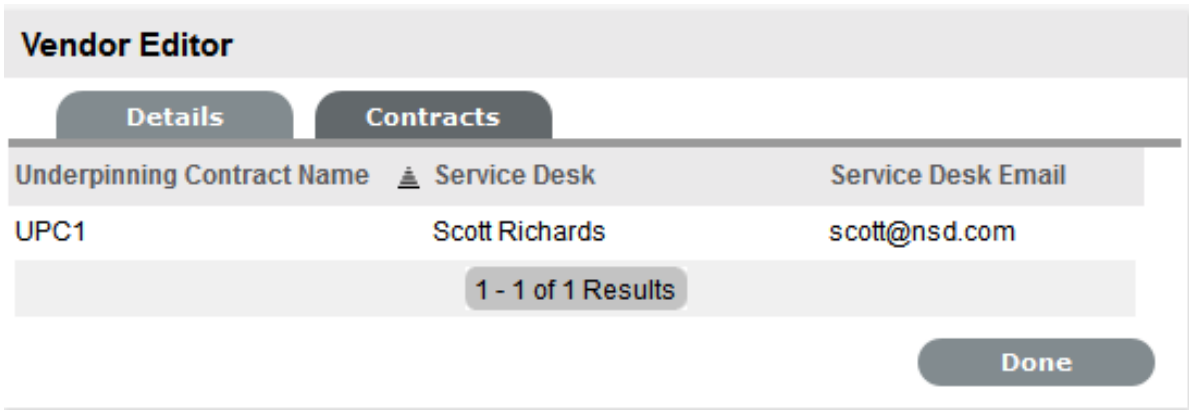 Vendor Editor
Details Contracts
Underpinning Contract Name Service Desk Service Desk Email
UPC1 Scott Richards scott@nsd.com
1 - 1 of 1 Results
Done